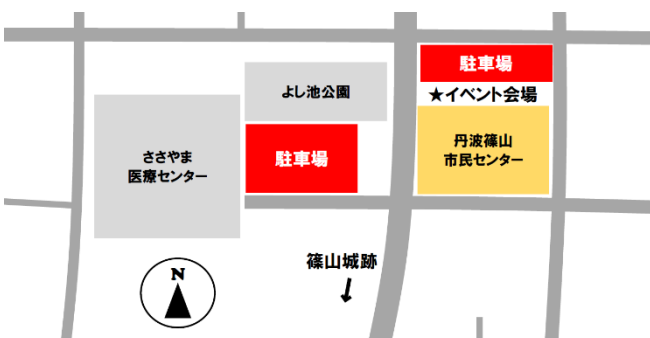 駐車場
★イベント会場
よし池公園
丹波篠山
市民センター
ささやま
医療センター
駐車場
篠山城跡
↓
N